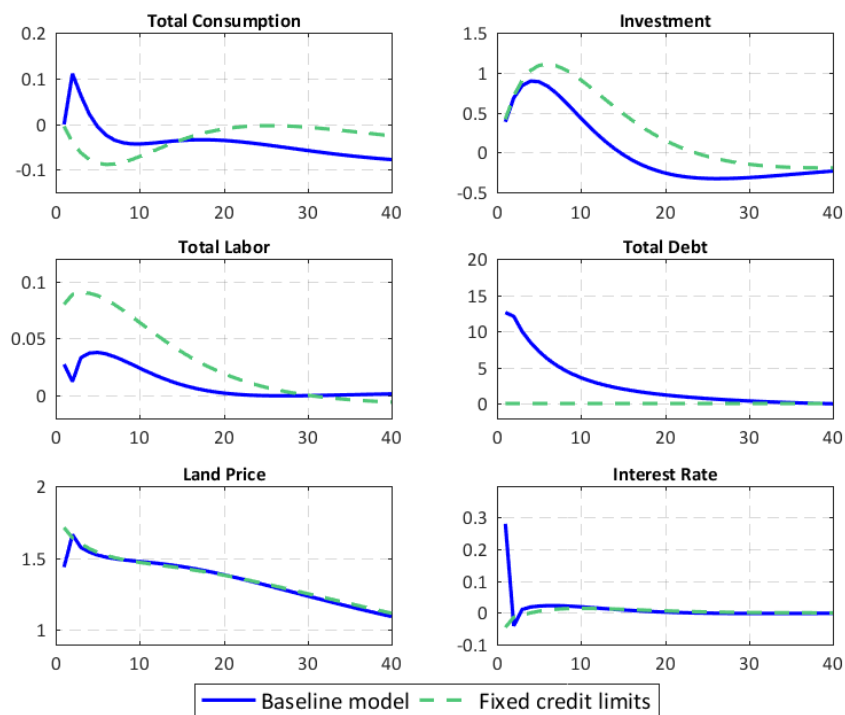 Total Consumption
0.2
0.1
0
-0.1
0 10 20 30 40
Investment
1.5
1
0.5
0
-0.5
0 10 20 30 40
Total Labor
0.1
0.05
0
0 10 20 30 40
Total Debt
20
15
10
5
0
0 10 20 30 40
Land Price
2
1.5
1
0 10 20 30 40
Interest Rate
0.3
0.2
0.1
0
-0.1
0 10 20 30 40
Baseline model Fixed credit limits